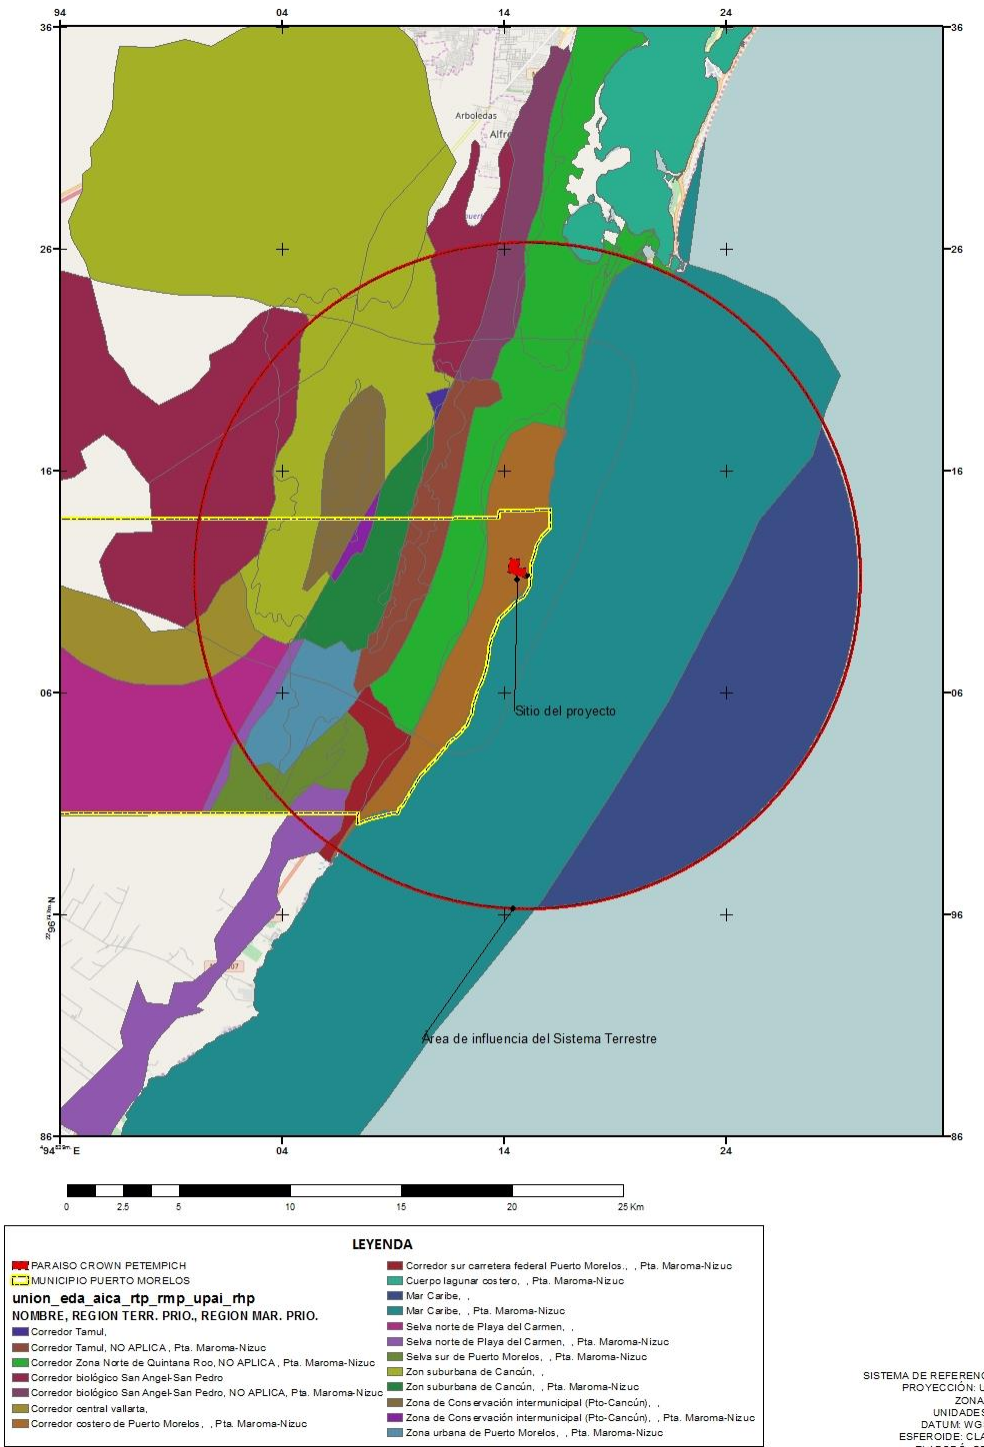 94 04 14 24
36 36
Arboledas
Alfre
26 26
16 16
06 06
Sitio del proyecto
96
Área de influencia del Sistema Terrestre
86 86
E
04 14 24
0 2.5 5 10 15 20 25 Km
LEYENDA
PARAISO CROWN PETEMPICH
MUNICIPIO PUERTO MORELOS
union_eda_aica_rtp_rmp_upai_rhp
NOMBRE, REGION TERR. PRIO., REGION MAR. PRIO.
Corredor Tamul,
Corredor Tamul, NO APLICA , Pta. Maroma-Nizuc
Corredor Zona Norte de Quintana Roo, NO APLICA , Pta. Maroma-Nizuc
Corredor biológico San Angel-San Pedro
Corredor biológico San Angel-San Pedro, NO APLICA, Pta. Maroma-Nizuc
Corredor central vallarta,
Corredor costero de Puerto Morelos, , Pta. Maroma-Nizuc
Corredor sur carretera federal Puerto Morelos., , Pta. Maroma-Nizuc
Cuerpo lagunar costero, , Pta. Maroma-Nizuc
Mar Caribe, ,
Mar Caribe, , Pta. Maroma-Nizuc
Selva norte de Playa del Carmen, ,
Selva norte de Playa del Carmen, , Pta. Maroma-Nizuc
Selva sur de Puerto Morelos, , Pta. Maroma-Nizuc
Zon suburbana de Cancún, ,
Zon suburbana de Cancún, , Pta. Maroma-Nizuc
Zona de Conservación intermunicipal (Pto-Cancún), ,
Zona de Conservación intermunicipal (Pto-Cancún), , Pta. Maroma-Nizuc
Zona urbana de Puerto Morelos, , Pta. Maroma-Nizuc
SISTEMA DE REFERENC
PROYECCIÓN: U
ZONA
UNIDADES
DATUM: WG
ESFEROIDE: CLA